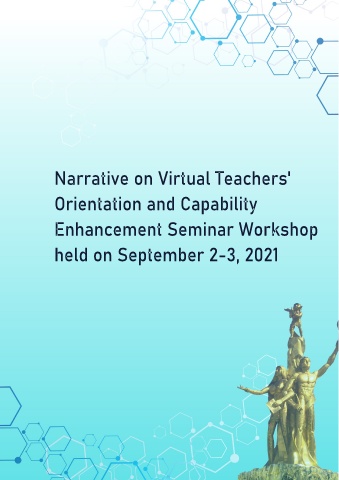 Narrative on Virtual Teachers'
Orientation and Capability
Enhancement Seminar Workshop
held on September 2-3, 2021